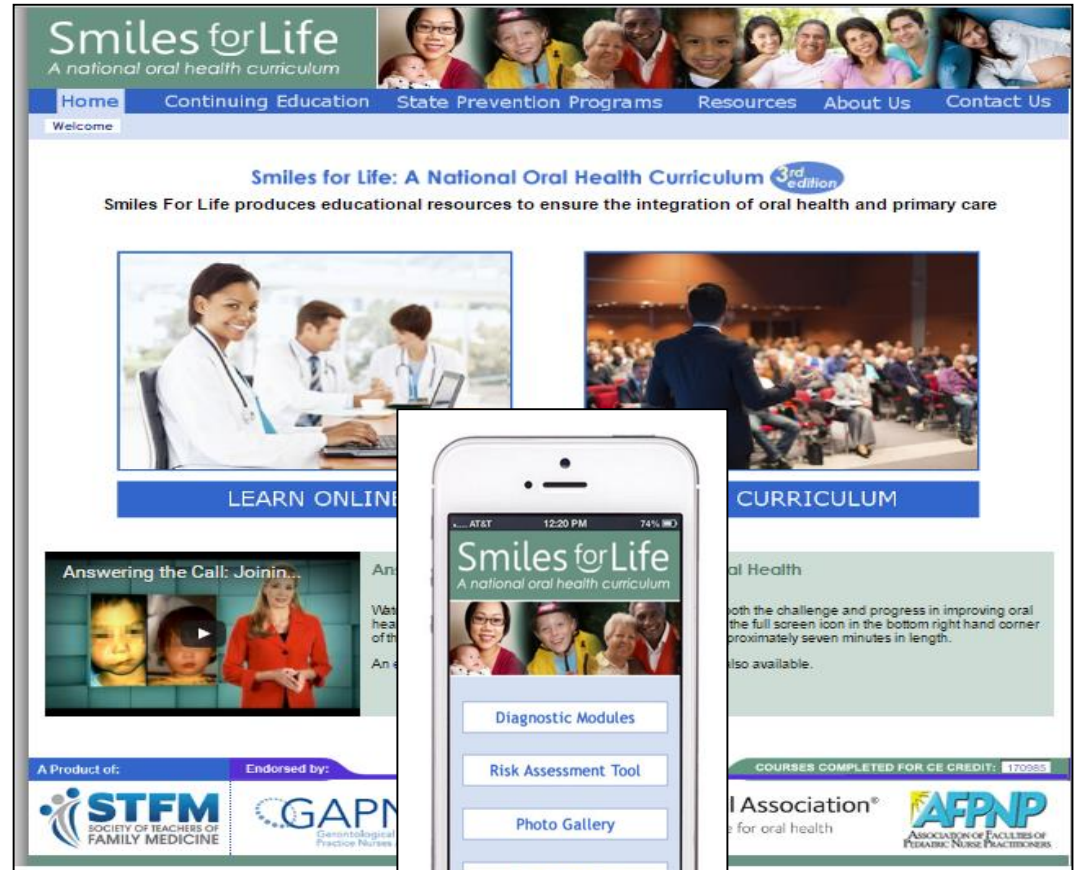 Smiles for Life
A national oral health curriculum
Home Continuing Education State Prevention Programs Resources About Us Contact Us
Welcome
Smiles for Life: A National Oral Health Curriculum 3rd edition
Smiles For Life produces educational resources to ensure the integration of oral health and primary care
LEARN ONLINE
CURRICULUM
Answering the Call: Joinin...
al Health
both the challenge and progress in improving oral
the full screen icon in the bottom right hand corner
of th
proximately seven minutes in length.
also available.
AT&T 12:20 PM 74%
Smiles for Life
A national oral health curriculum
Diagnostic Modules
Risk Assessment Tool
Photo Gallery
A Product of:
Endorsed by:
COURSES COMPLETED FOR CE CREDIT: 170985
STFM
SOCIETY OF TEACHERS OF
FAMILY MEDICINE
GAPN
Gerontological
Practice Nurses
l Association®
e for oral health
AFPNP
ASSOCIATION OF FACULTIES OF
PEDIATRIC NURSE PRACTITIONERS